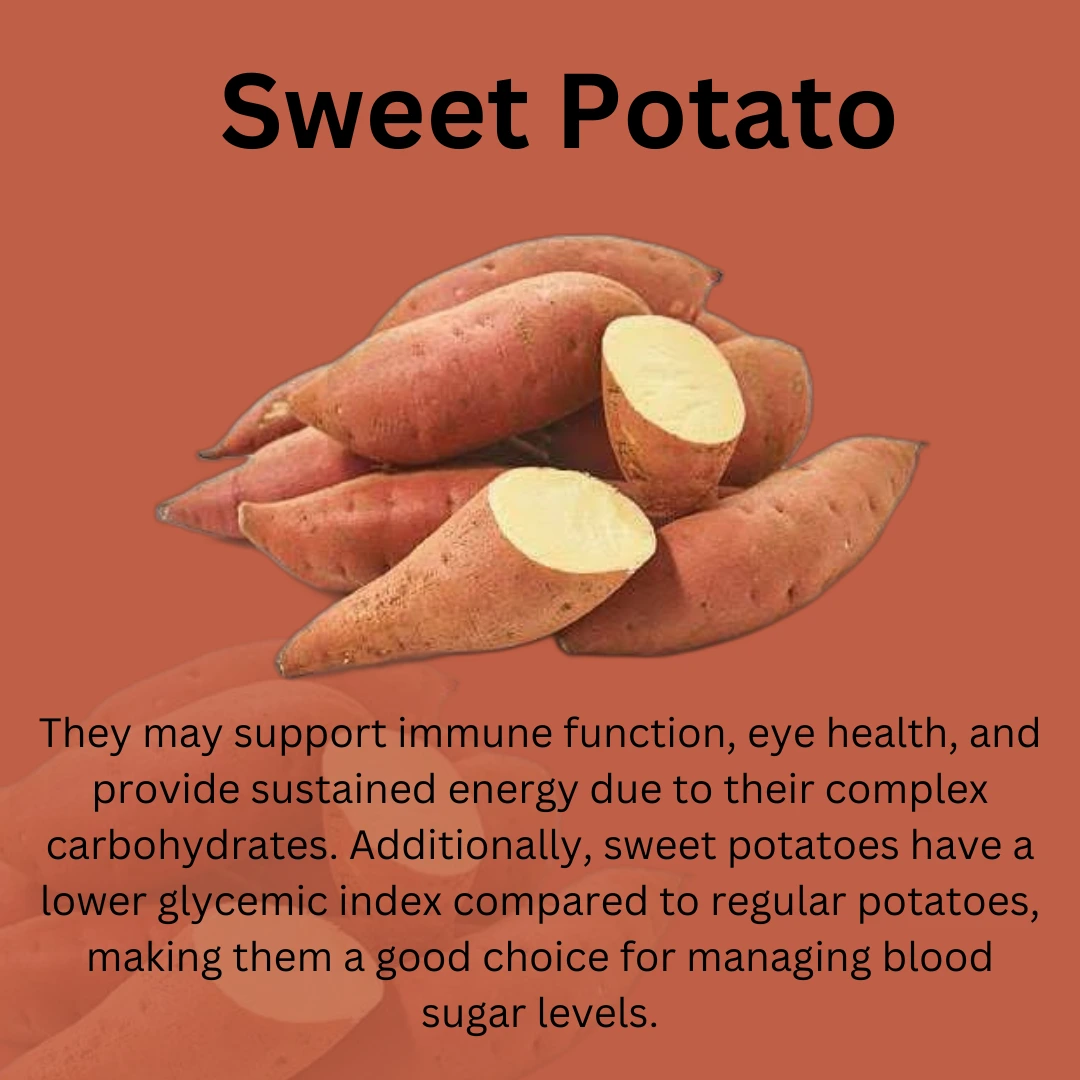 Sweet Potato
They may support immune function, eye health, and
provide sustained energy due to their complex
carbohydrates. Additionally, sweet potatoes have a
lower glycemic index compared to regular potatoes,
making them a good choice for managing blood
sugar levels.